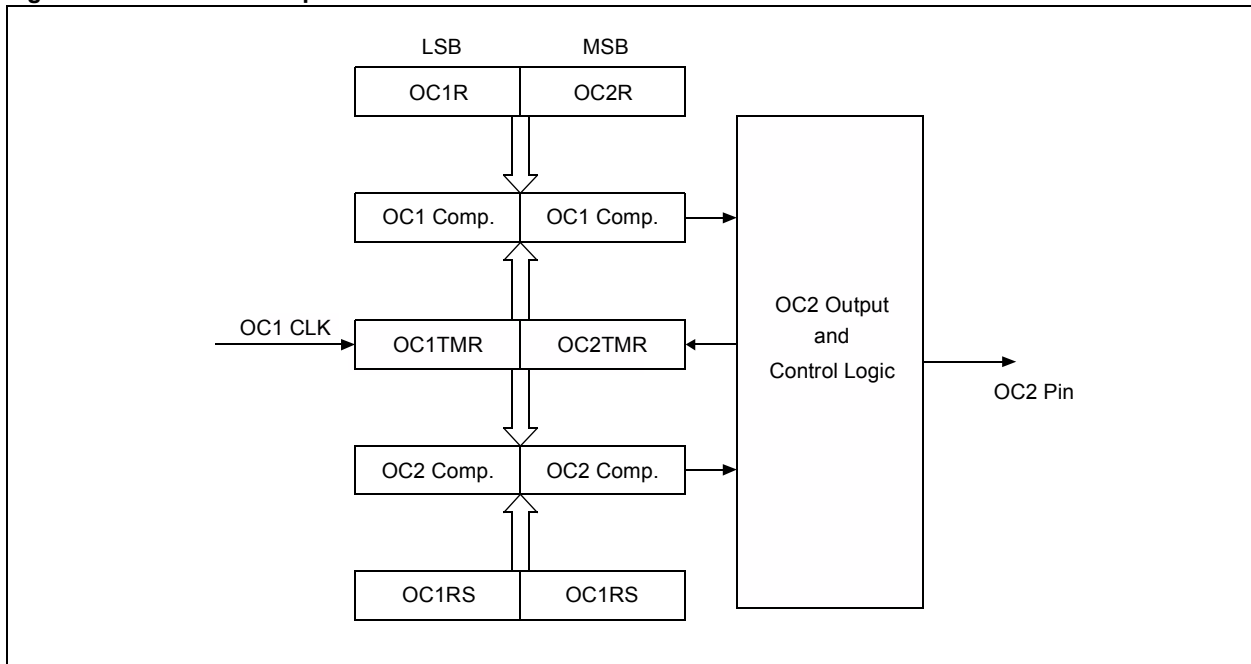 LSB MSB
OC1R OC2R
OC1 Comp. OC1 Comp.
OC1 CLK
OC1TMR OC2TMR
OC2 Output
and
Control Logic
OC2 Pin
OC2 Comp. OC2 Comp.
OC1RS OC1RS